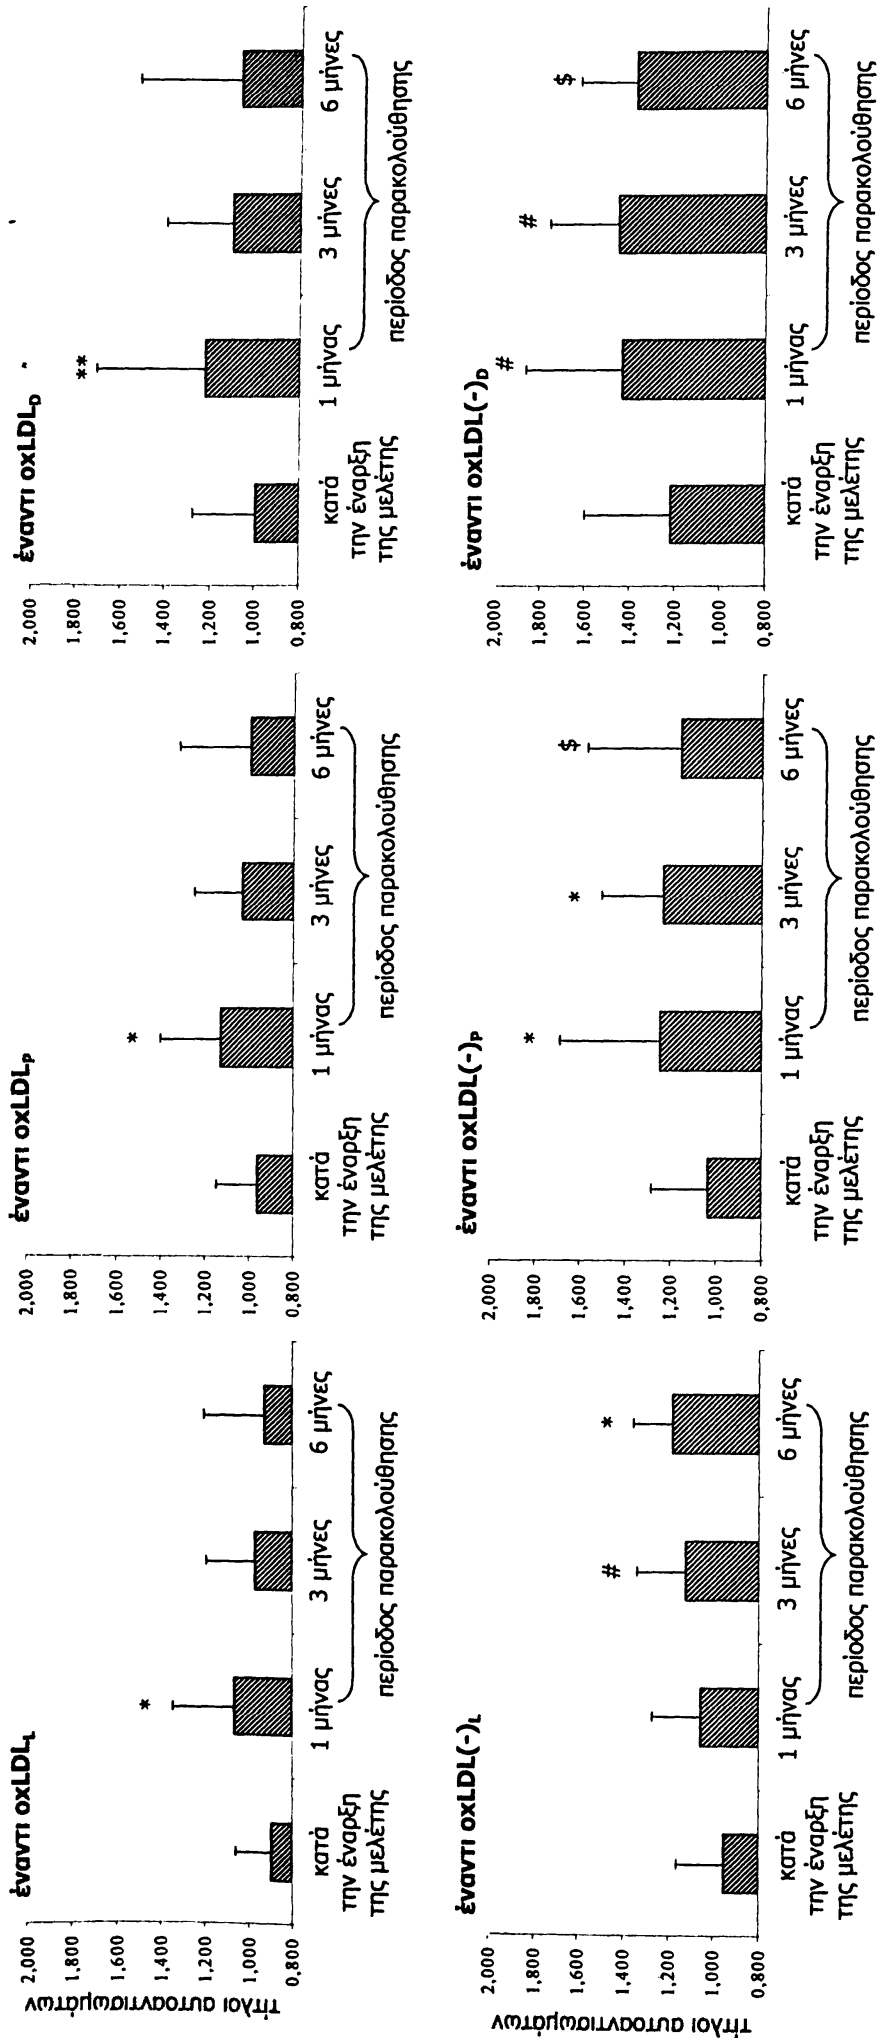 έναντι oxLDL_L
τίτλοι αυτοαντισωμάτων
2,000
1,800
1,600
1,400
1,200
1,000
0,800
*
κατά
την έναρξη
της μελέτης
1 μήνας
3 μήνες
6 μήνες
περίοδος παρακολούθησης
έναντι oxLDL_P
2,000
1,800
1,600
1,400
1,200
1,000
0,800
*
κατά
την έναρξη
της μελέτης
1 μήνας
3 μήνες
6 μήνες
περίοδος παρακολούθησης
έναντι oxLDL_D
2,000
1,800
1,600
1,400
1,200
1,000
0,800
**
κατά
την έναρξη
της μελέτης
1 μήνας
3 μήνες
6 μήνες
περίοδος παρακολούθησης
έναντι oxLDL(-)_L
τίτλοι αυτοαντισωμάτων
2,000
1,800
1,600
1,400
1,200
1,000
0,800
# *
κατά
την έναρξη
της μελέτης
1 μήνας
3 μήνες
6 μήνες
περίοδος παρακολούθησης
έναντι oxLDL(-)_P
2,000
1,800
1,600
1,400
1,200
1,000
0,800
* * $
κατά
την έναρξη
της μελέτης
1 μήνας
3 μήνες
6 μήνες
περίοδος παρακολούθησης
έναντι oxLDL(-)_D
2,000
1,800
1,600
1,400
1,200
1,000
0,800
# # $
κατά
την έναρξη
της μελέτης
1 μήνας
3 μήνες
6 μήνες
περίοδος παρακολούθησης